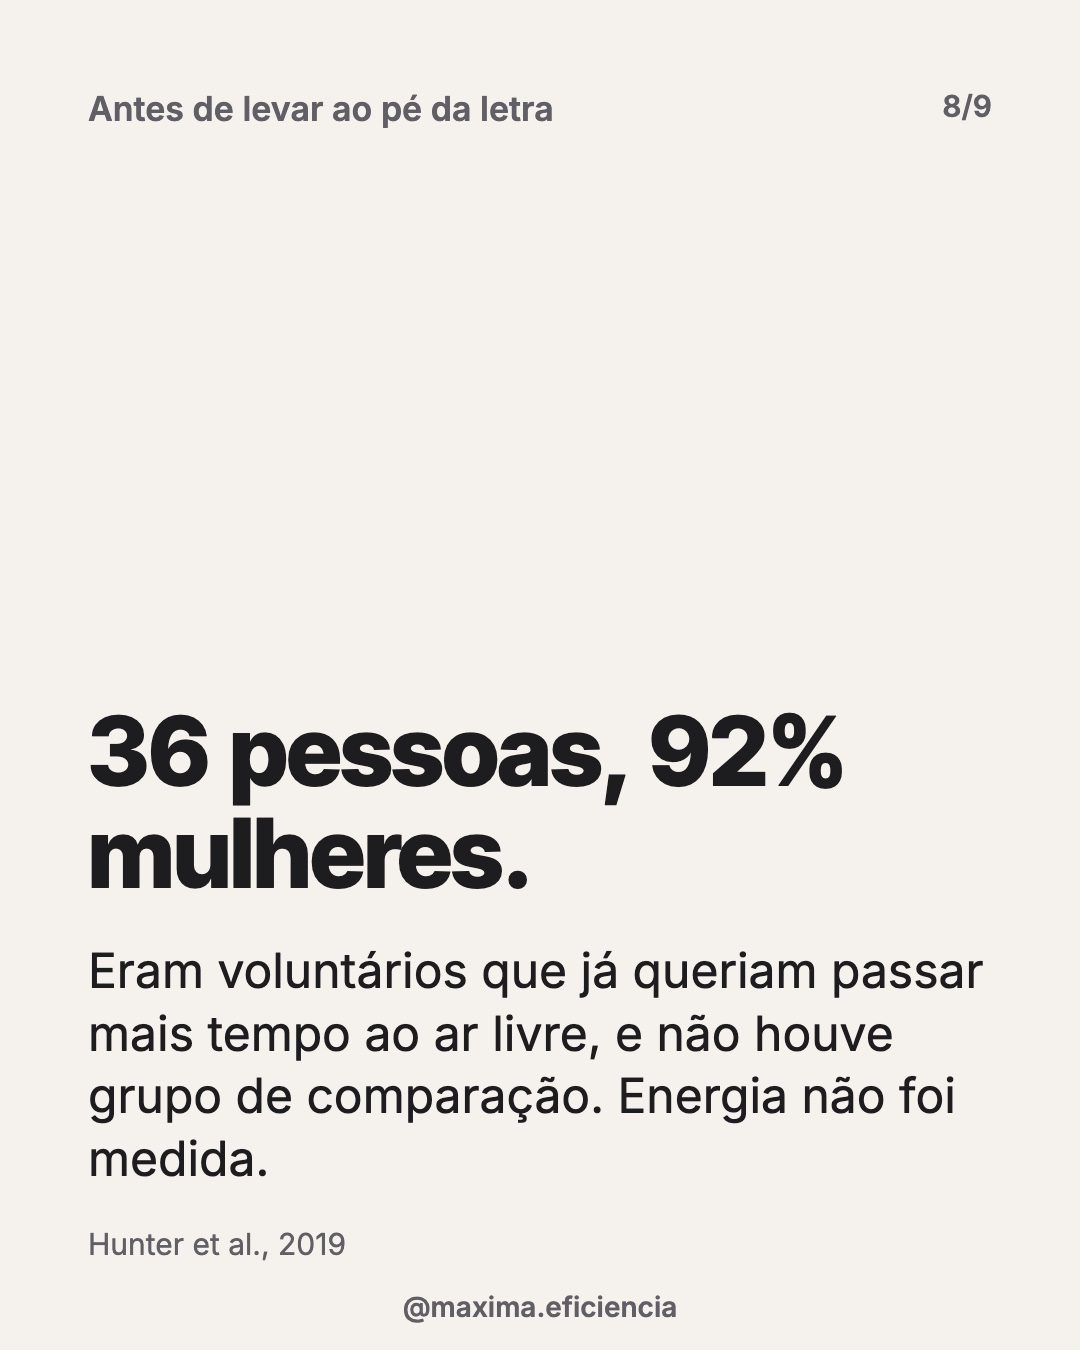 Antes de levar ao pé da letra
8/9
36 pessoas, 92%
mulheres.
Eram voluntários que já queriam passar
mais tempo ao ar livre, e não houve
grupo de comparação. Energia não foi
medida.
Hunter et al., 2019
@maxima.eficiencia